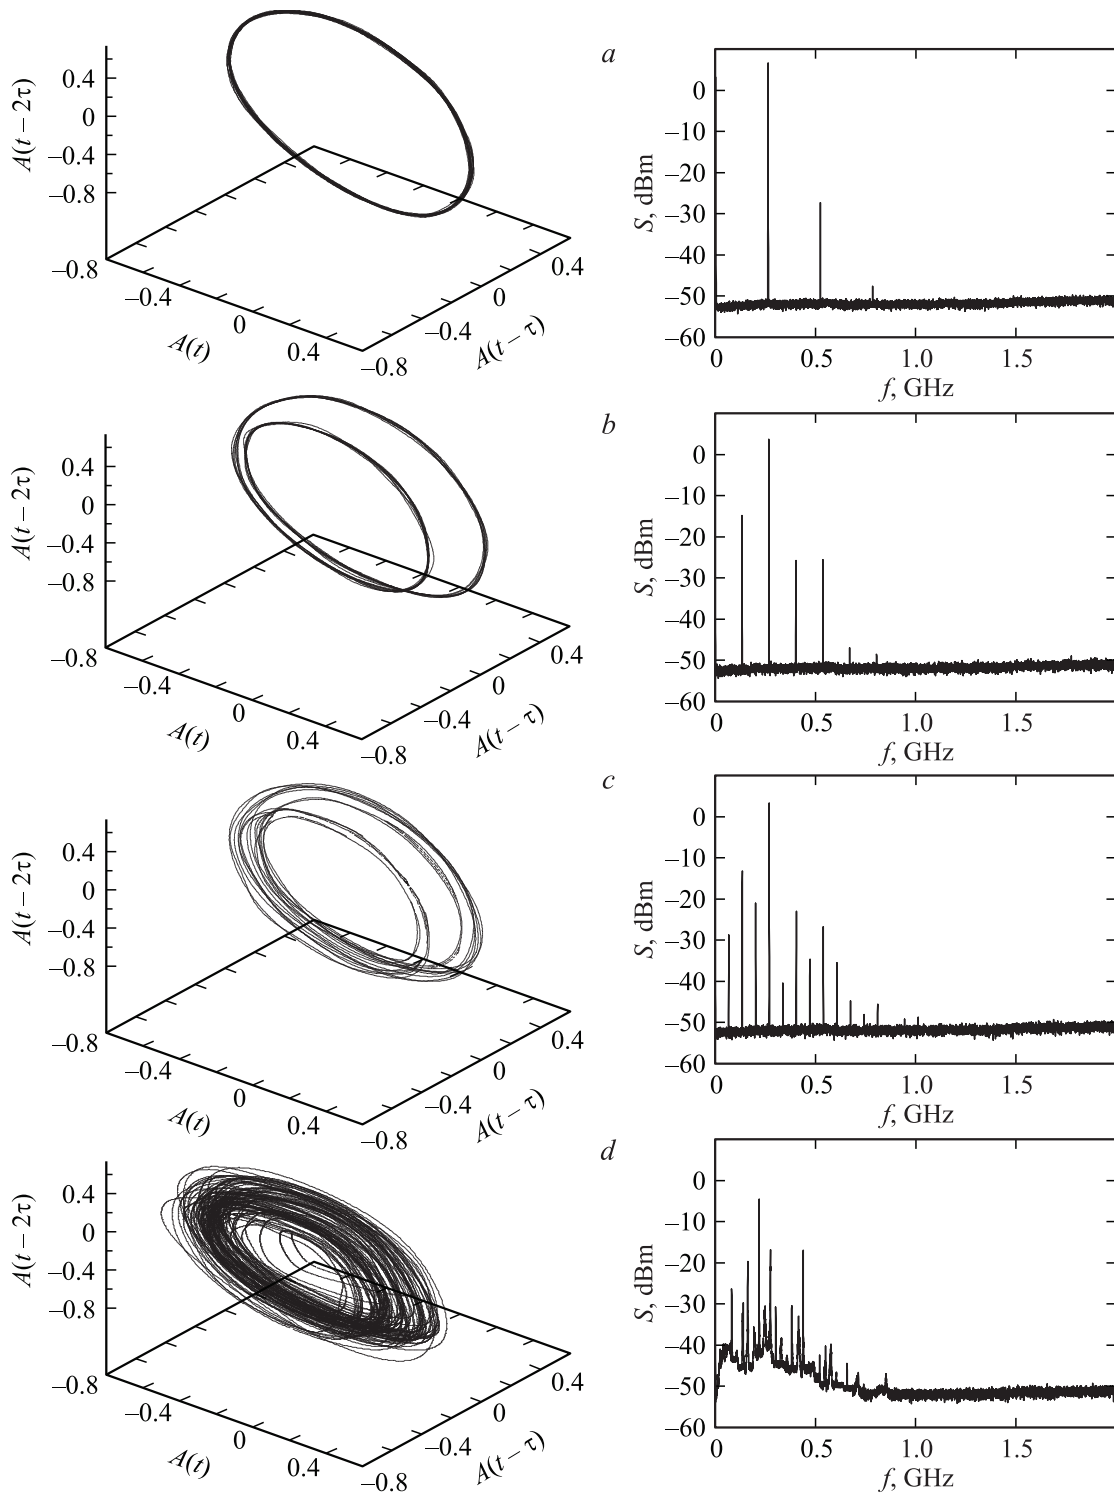 a
A(t – 2τ)
0.4
0
–0.4
–0.8
–0.8
–0.4
0
0.4
A(t)
–0.8
–0.4
0
0.4
A(t – τ)
S, dBm
0
–10
–20
–30
–40
–50
–60
0 0.5 1.0 1.5
f, GHz
b
A(t – 2τ)
0.4
0
–0.4
–0.8
–0.8
–0.4
0
0.4
A(t)
–0.8
–0.4
0
0.4
A(t – τ)
S, dBm
0
–10
–20
–30
–40
–50
–60
0 0.5 1.0 1.5
f, GHz
c
A(t – 2τ)
0.4
0
–0.4
–0.8
–0.8
–0.4
0
0.4
A(t)
–0.8
–0.4
0
0.4
A(t – τ)
S, dBm
0
–10
–20
–30
–40
–50
–60
0 0.5 1.0 1.5
f, GHz
d
A(t – 2τ)
0.4
0
–0.4
–0.8
–0.8
–0.4
0
0.4
A(t)
–0.8
–0.4
0
0.4
A(t – τ)
S, dBm
0
–10
–20
–30
–40
–50
–60
0 0.5 1.0 1.5
f, GHz